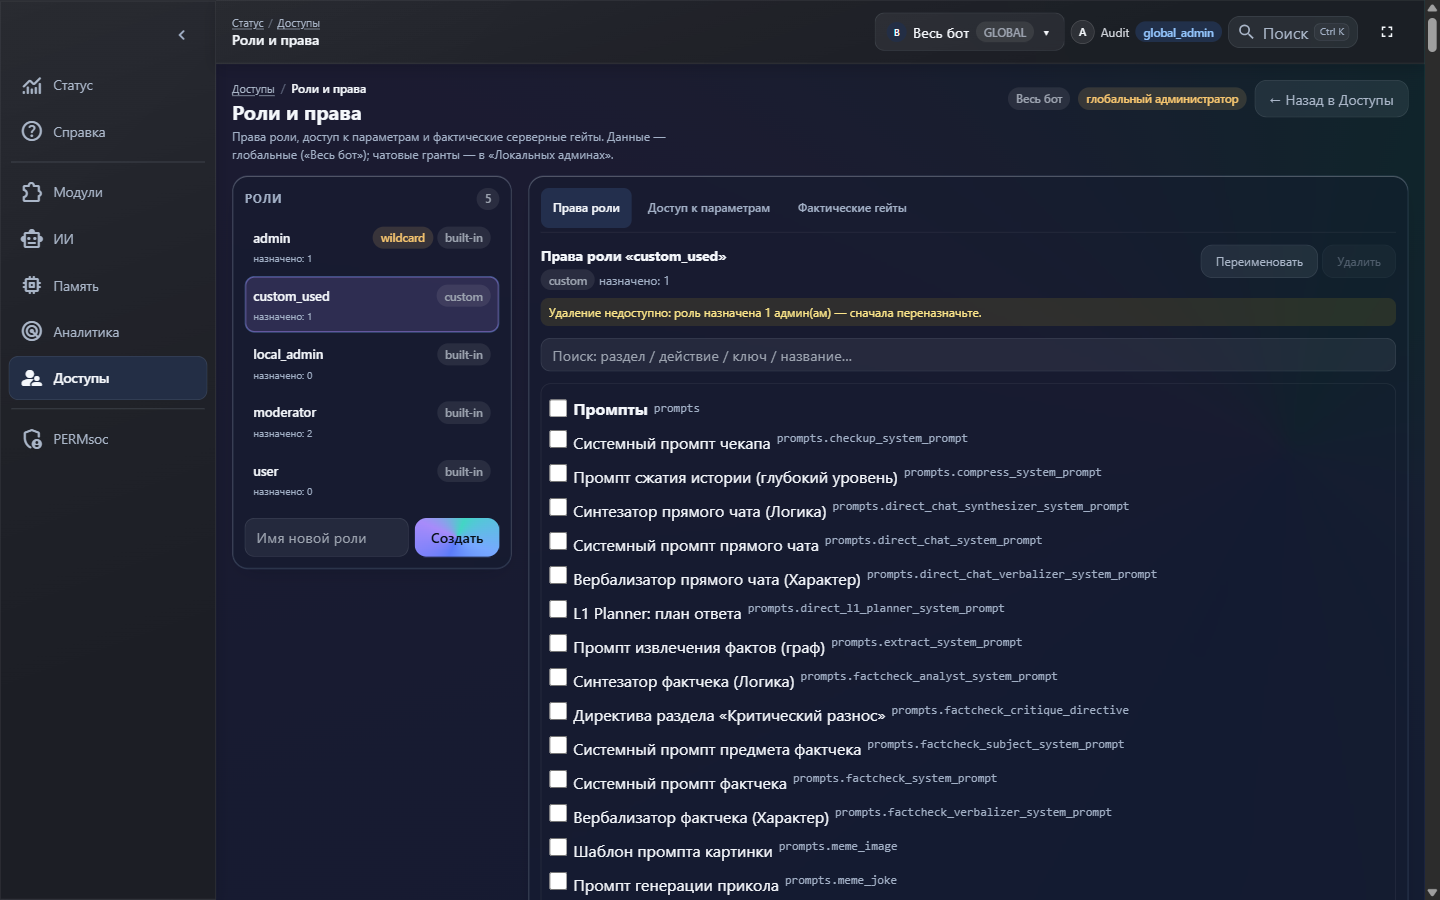 Статус / Доступы
Роли и права
B Весь бот GLOBAL ▾
A Audit global_admin
Поиск Ctrl K
Статус
Справка
Модули
ИИ
Память
Аналитика
Доступы
PERMsoc
Доступы / Роли и права
Роли и права
Права роли, доступ к параметрам и фактические серверные гейты. Данные —
глобальные («Весь бот»); чатовые гранты — в «Локальных админах».
Весь бот глобальный администратор ← Назад в Доступы
РОЛИ 5
admin wildcard built-in
назначено: 1
custom_used custom
назначено: 1
local_admin built-in
назначено: 0
moderator built-in
назначено: 2
user built-in
назначено: 0
Имя новой роли Создать
Права роли Доступ к параметрам Фактические гейты
Права роли «custom_used»
custom назначено: 1
Переименовать Удалить
Удаление недоступно: роль назначена 1 админ(ам) — сначала переназначьте.
Поиск: раздел / действие / ключ / название...
Промпты prompts
Системный промпт чекапа prompts.checkup_system_prompt
Промпт сжатия истории (глубокий уровень) prompts.compress_system_prompt
Синтезатор прямого чата (Логика) prompts.direct_chat_synthesizer_system_prompt
Системный промпт прямого чата prompts.direct_chat_system_prompt
Вербализатор прямого чата (Характер) prompts.direct_chat_verbalizer_system_prompt
L1 Planner: план ответа prompts.direct_l1_planner_system_prompt
Промпт извлечения фактов (граф) prompts.extract_system_prompt
Синтезатор фактчека (Логика) prompts.factcheck_analyst_system_prompt
Директива раздела «Критический разнос» prompts.factcheck_critique_directive
Системный промпт предмета фактчека prompts.factcheck_subject_system_prompt
Системный промпт фактчека prompts.factcheck_system_prompt
Вербализатор фактчека (Характер) prompts.factcheck_verbalizer_system_prompt
Шаблон промпта картинки prompts.meme_image
Промпт генерации прикола prompts.meme_joke